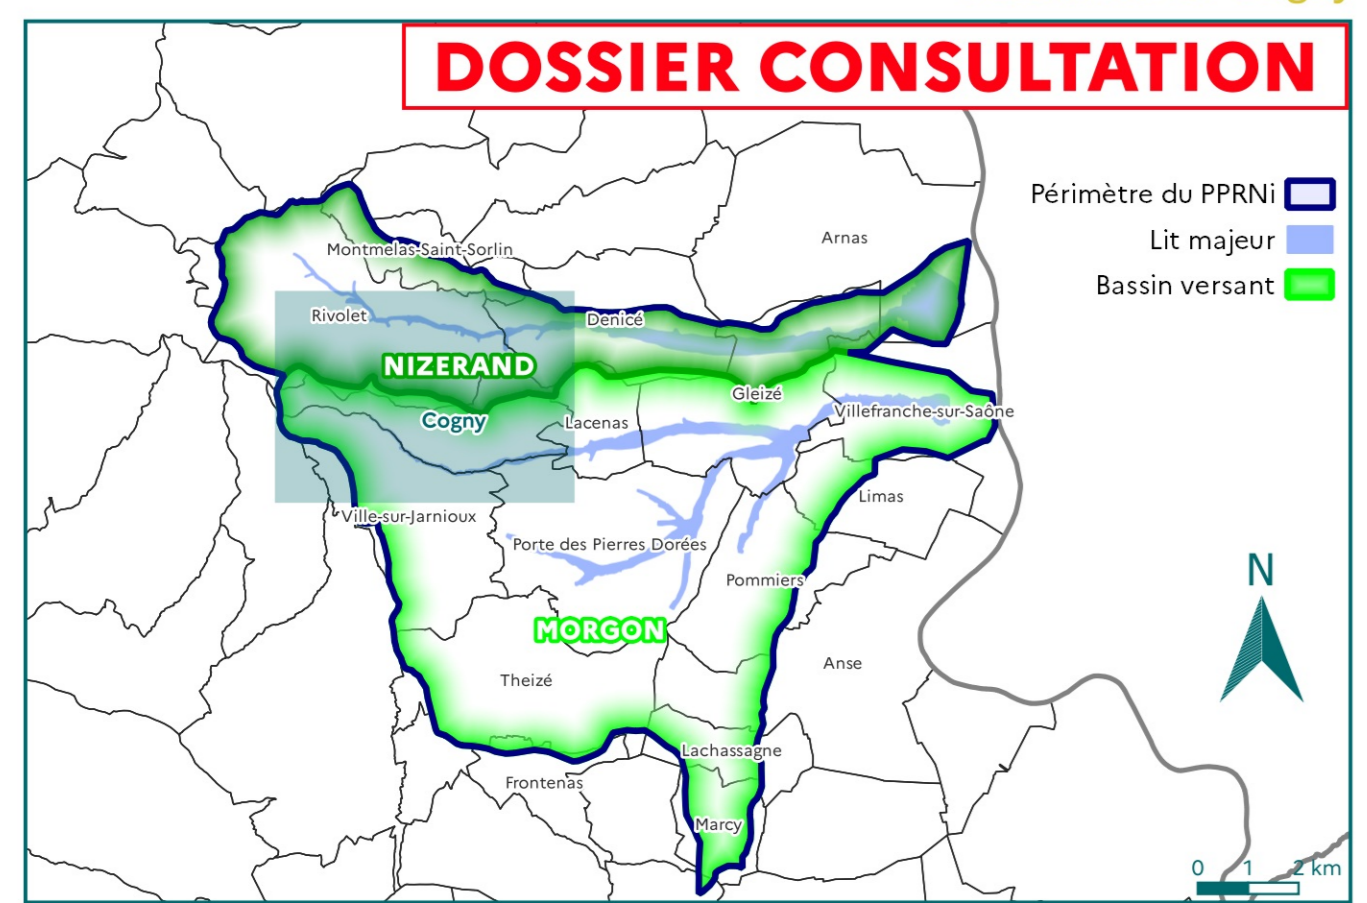 DOSSIER CONSULTATION
Périmètre du PPRNi
Lit majeur
Bassin versant
Arnas
Montmelas-Saint-Sorlin
Rivolet
Denicé
NIZERAND
Gleizé
Villefranche-sur-Saône
Cogny
Lacenas
Limas
Ville-sur-Jarnioux
Porte des Pierres Dorées
Pommiers
N
MORGON
Anse
Theizé
Lachassagne
Frontenas
Marcy
0 1 2 km